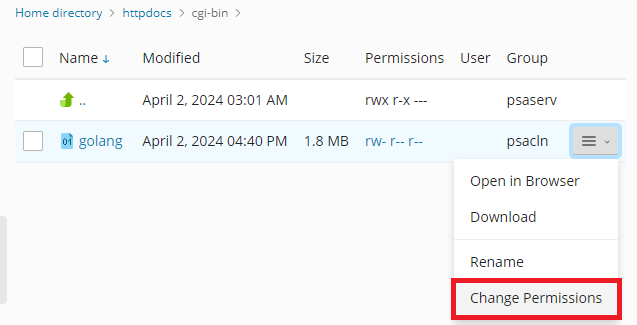 Home directory > httpdocs > cgi-bin >
Name ↓ Modified Size Permissions User Group
.. April 2, 2024 03:01 AM rwx r-x --- psaserv
01 golang April 2, 2024 04:40 PM 1.8 MB rw- r-- r-- psacln
Open in Browser
Download
Rename
Change Permissions